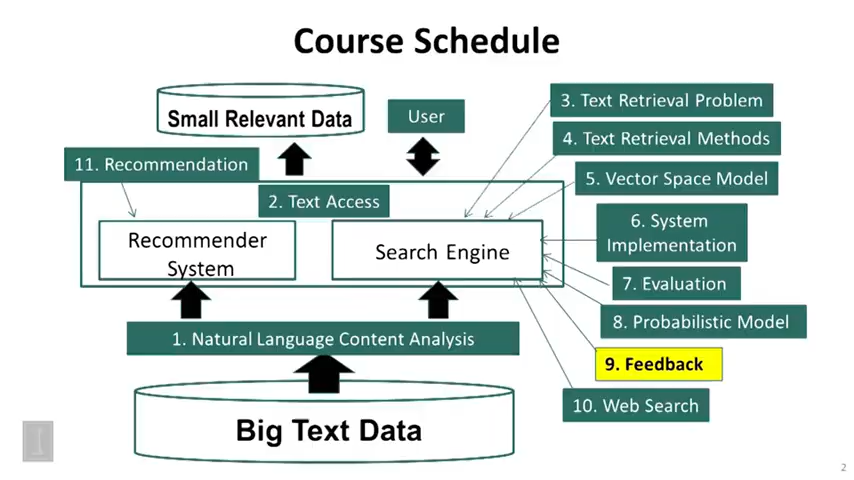 Course Schedule
Small Relevant Data
User
3. Text Retrieval Problem
4. Text Retrieval Methods
11. Recommendation
5. Vector Space Model
2. Text Access
6. System
Implementation
Recommender
System
Search Engine
7. Evaluation
8. Probabilistic Model
1. Natural Language Content Analysis
9. Feedback
10. Web Search
Big Text Data
2